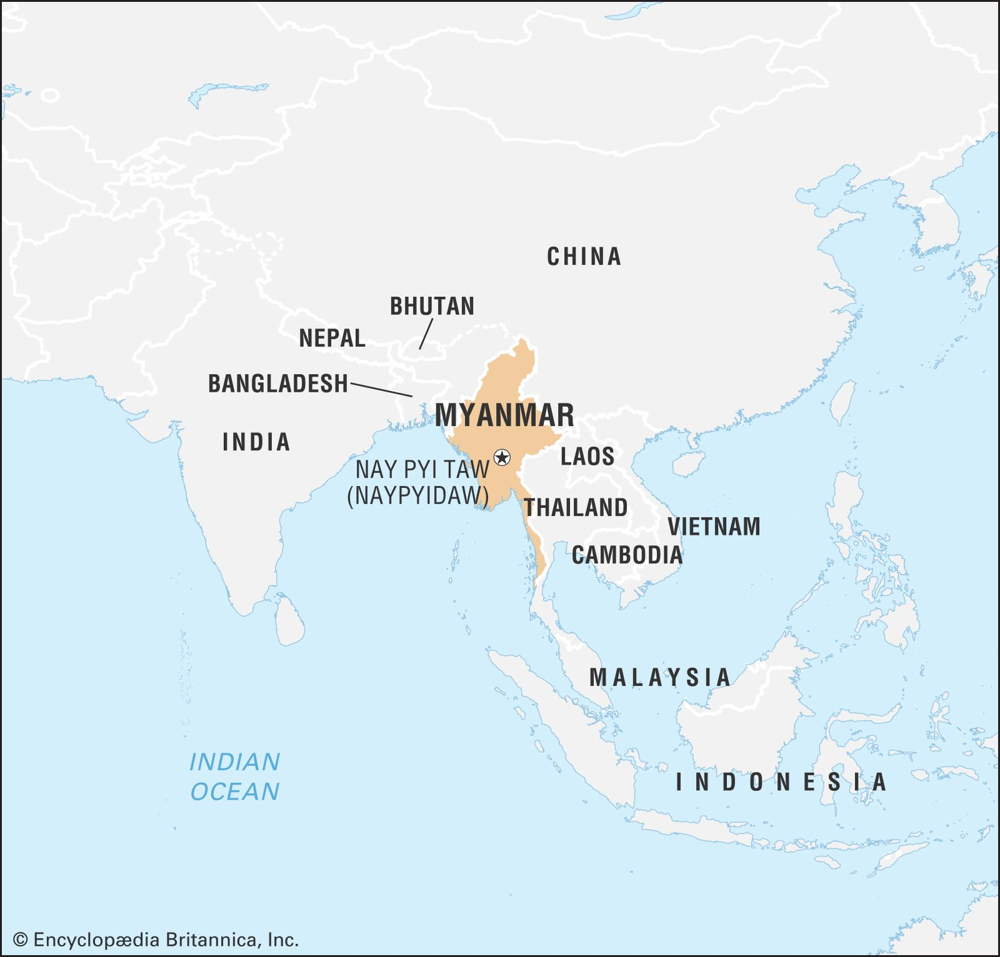 CHINA
BHUTAN
NEPAL
BANGLADESH
MYANMAR
INDIA
LAOS
NAY PYI TAW
(NAYPYIDAW)
THAILAND
VIETNAM
CAMBODIA
MALAYSIA
INDIAN
OCEAN
INDONESIA
© Encyclopædia Britannica, Inc.